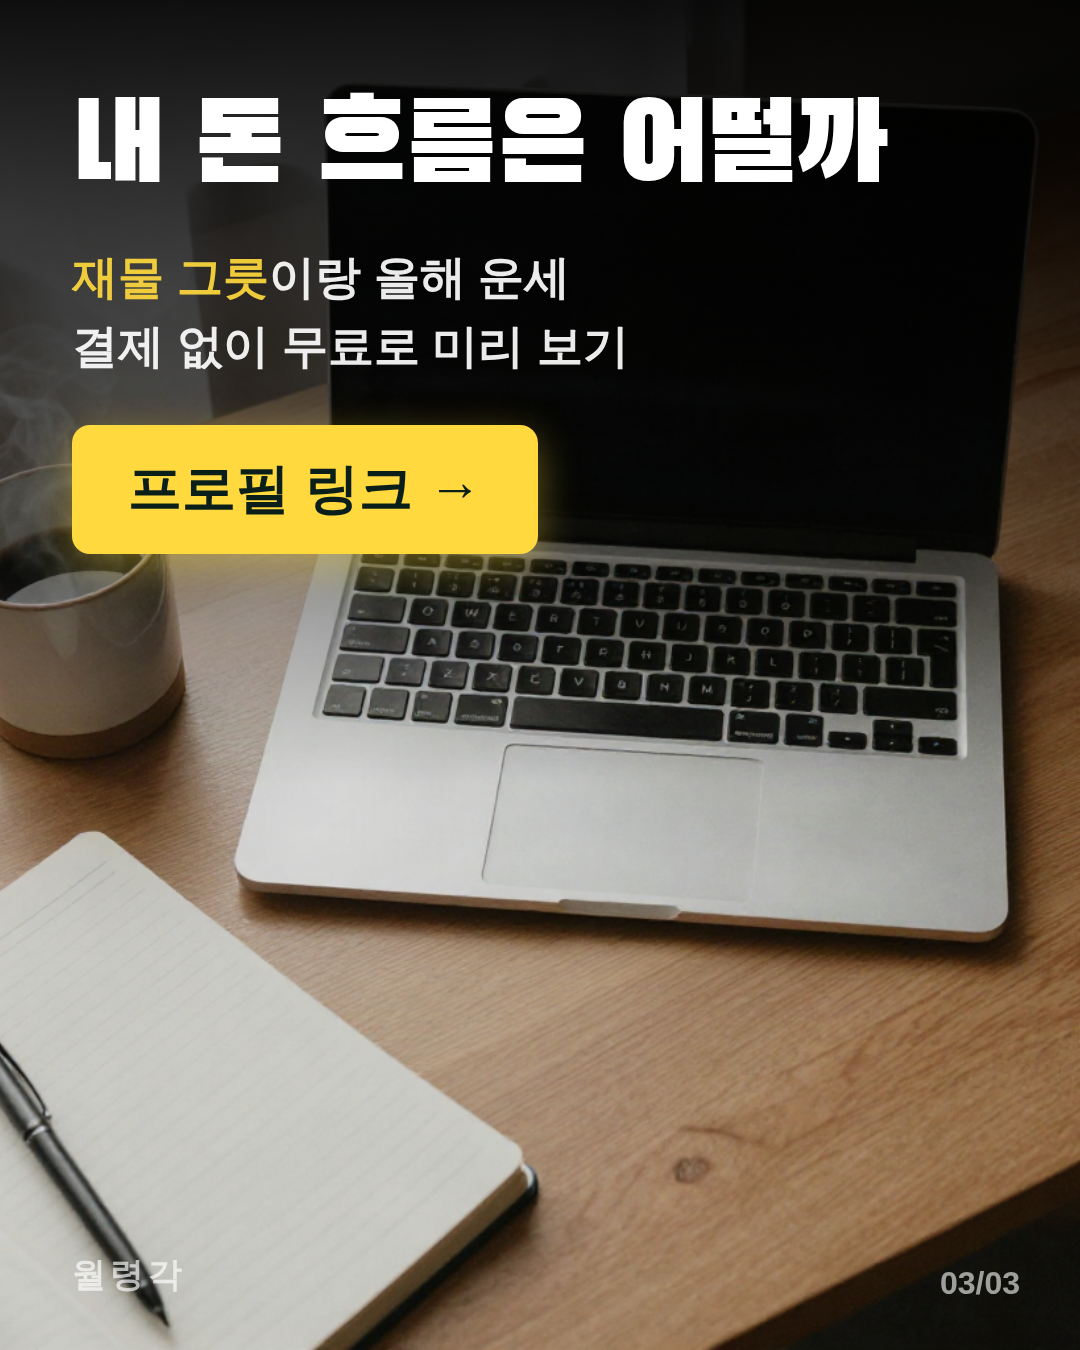 내 돈 흐름은 어떨까
재물 그릇이랑 올해 운세
결제 없이 무료로 미리 보기
프로필 링크 →
월령각
03/03